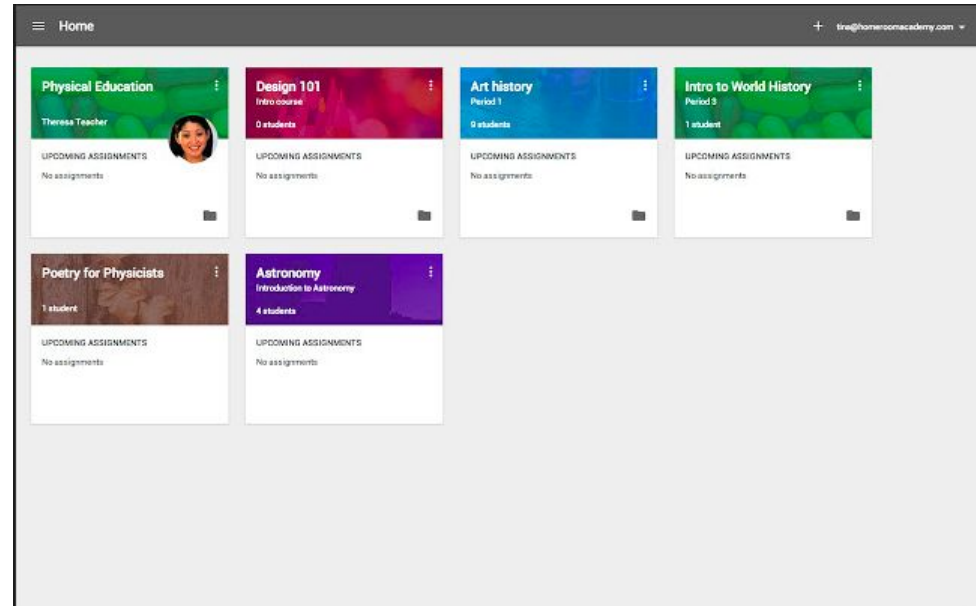 Home
+ tina@homeroomacademy.com
Physical Education
Theresa Teacher
UPCOMING ASSIGNMENTS
No assignments
Design 101
Intro course
0 students
UPCOMING ASSIGNMENTS
No assignments
Art history
Period 1
9 students
UPCOMING ASSIGNMENTS
No assignments
Intro to World History
Period 3
1 student
UPCOMING ASSIGNMENTS
No assignments
Poetry for Physicists
1 student
UPCOMING ASSIGNMENTS
No assignments
Astronomy
Introduction to Astronomy
4 students
UPCOMING ASSIGNMENTS
No assignments